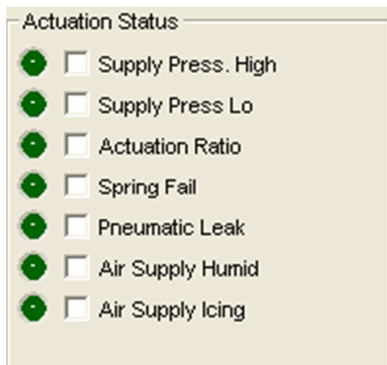 Actuation Status
Supply Press. High
Supply Press Lo
Actuation Ratio
Spring Fail
Pneumatic Leak
Air Supply Humid
Air Supply Icing